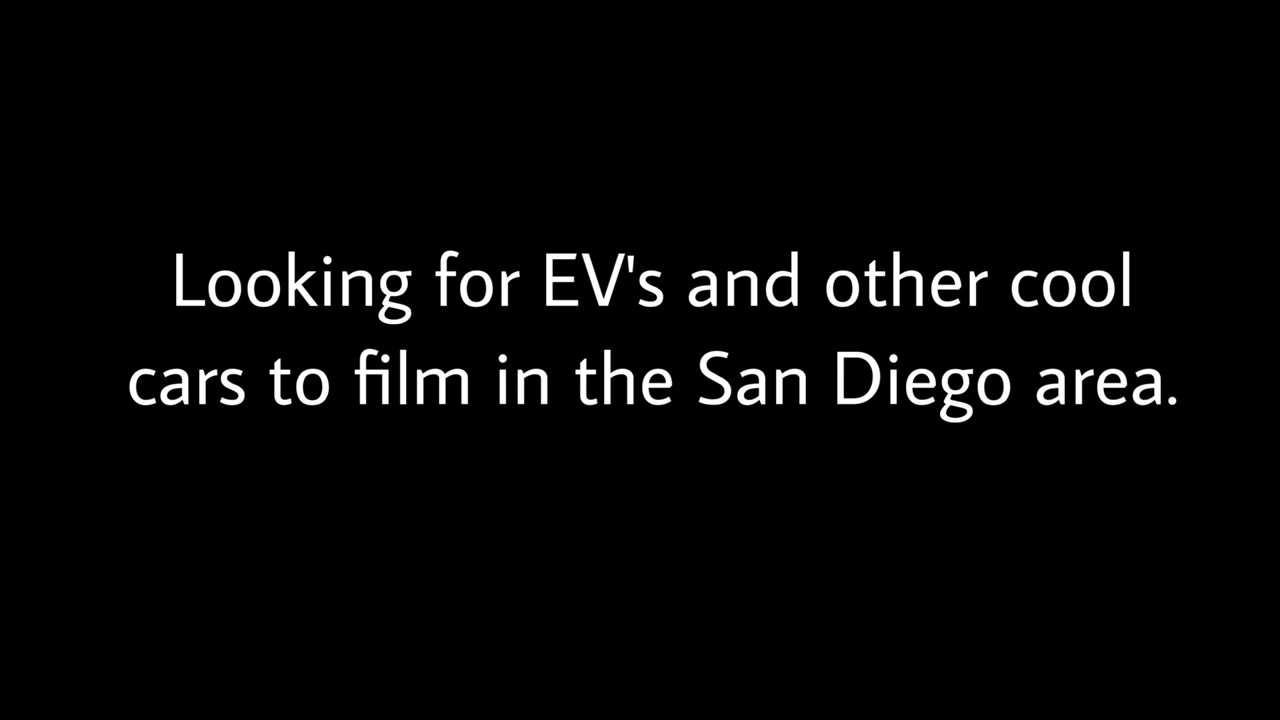 Looking for EV's and other cool
cars to film in the San Diego area.